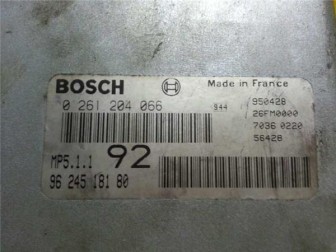 BOSCH
Made in France
0 261 204 066
944
950428
26FM0000
7036 0220
56428
MP5.1.1
92
96 245 181 80